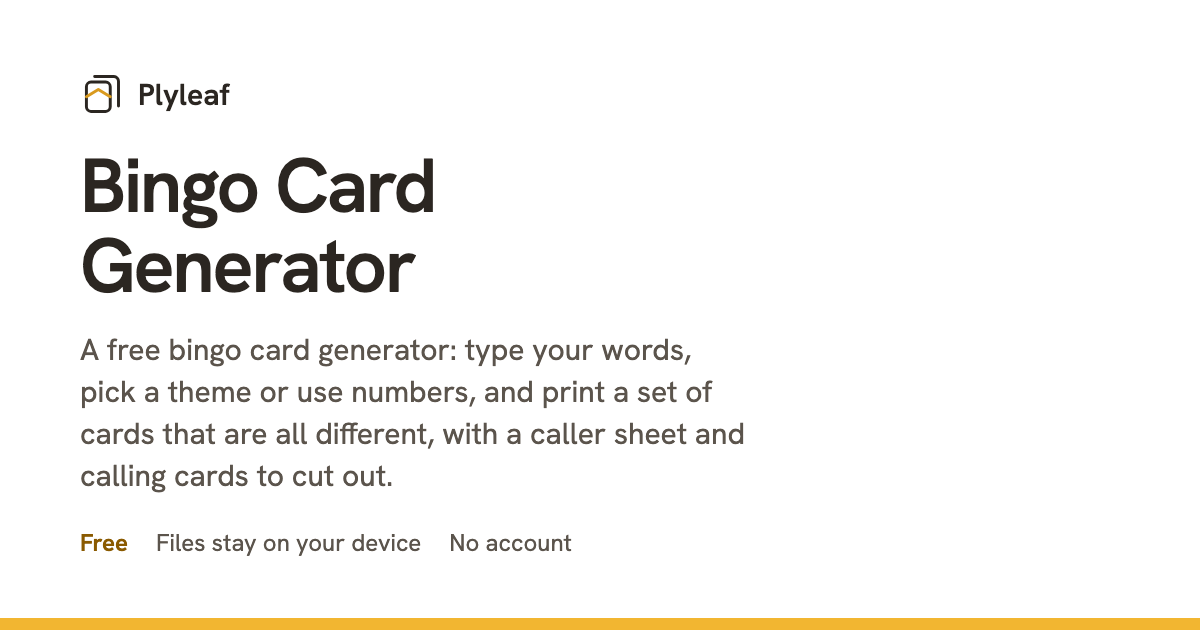 Plyleaf
Bingo Card
Generator
A free bingo card generator: type your words,
pick a theme or use numbers, and print a set of
cards that are all different, with a caller sheet and
calling cards to cut out.
Free Files stay on your device No account